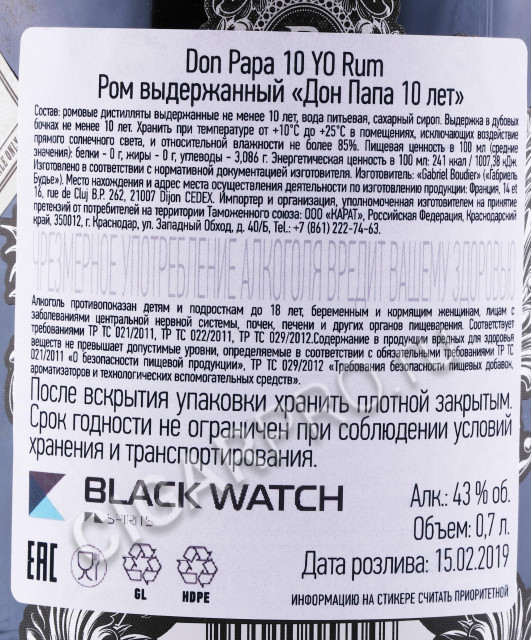 Don Papa 10 YO Rum
Ром выдержанный «Дон Папа 10 лет»
Состав: ромовые дистилляты выдержанные не менее 10 лет, вода питьевая, сахарный сироп. Выдержка в дубовых
бочках не менее 10 лет. Хранить при температуре от +10°С до +25°С в помещениях, исключающих воздействие
прямого солнечного света, и относительной влажности не более 85%. Пищевая ценность в 100 мл (средние
значения): белки - 0 г, жиры - 0 г, углеводы - 3,086 г. Энергетическая ценность в 100 мл: 241 ккал / 1007,38 кДж.
Изготовлено в соответствии с нормативной документацией изготовителя. Изготовитель: «Gabriel Boudier» («Габриель
Будье»). Место нахождения и адрес места осуществления деятельности по изготовлению продукции: Франция, 14 et
16, rue de Cluj B.P. 262, 21007 Dijon CEDEX. Импортер и организация, уполномоченная изготовителем на принятие
претензий от потребителей на территории Таможенного союза: ООО «КАРАТ», Российская Федерация, Краснодарский
край, 350012, г. Краснодар, ул. Западный Обход, д. 40/Б, Tel.: +7 (861) 222-74-63.
ЧРЕЗМЕРНОЕ УПОТРЕБЛЕНИЕ АЛКОГОЛЯ ВРЕДИТ ВАШЕМУ ЗДОРОВЬЮ
Алкоголь противопоказан детям и подросткам до 18 лет, беременным и кормящим женщинам, лицам с
заболеваниями центральной нервной системы, почек, печени и других органов пищеварения. Соответствует
требованиями ТР ТС 021/2011, ТР ТС 022/2011, ТР ТС 029/2012.Содержание в продукции вредных для здоровья
веществ не превышает допустимые уровни, определяемые в соответствии с обязательными требованиями ТР ТС
021/2011 «О безопасности пищевой продукции», ТР ТС 029/2012 «Требования безопасности пищевых добавок,
ароматизаторов и технологических вспомогательных средств».
После вскрытия упаковки хранить плотной закрытым.
Срок годности не ограничен при соблюдении условий
хранения и транспортирования.
BLACK WATCH
SPIRITS
Алк.: 43 % об.
Объем: 0,7 л.
Дата розлива: 15.02.2019
EAC
GL
HDPE
ИНФОРМАЦИЮ НА СТИКЕРЕ СЧИТАТЬ ПРИОРИТЕТНОЙ
CIGARPRO.RU